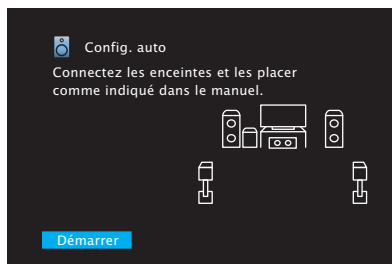 Config. auto
Connectez les enceintes et les placer
comme indiqué dans le manuel.
Démarrer